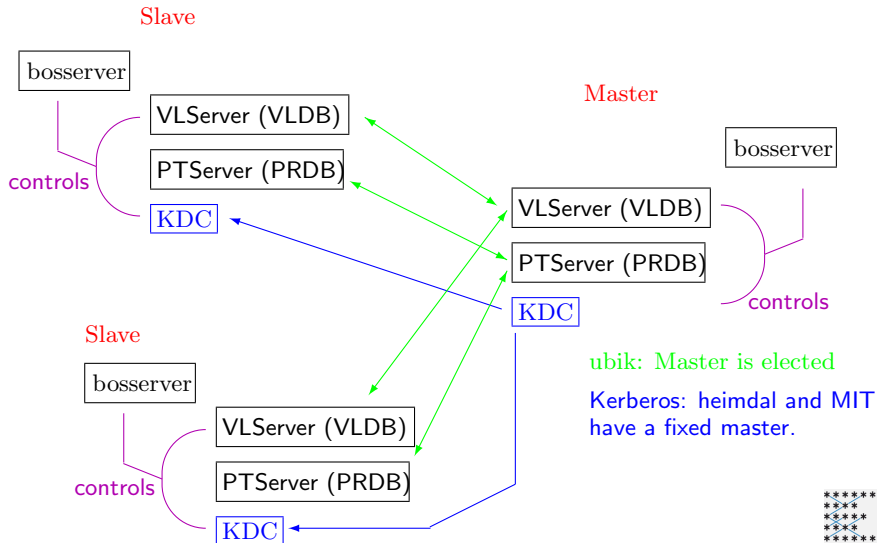 Slave
bosserver
VLServer (VLDB)
PTServer (PRDB)
controls
KDC
Master
bosserver
VLServer (VLDB)
PTServer (PRDB)
KDC
controls
Slave
bosserver
VLServer (VLDB)
PTServer (PRDB)
controls
KDC
ubik: Master is elected
Kerberos: heimdal and MIT
have a fixed master.
******
****
*****
****
******